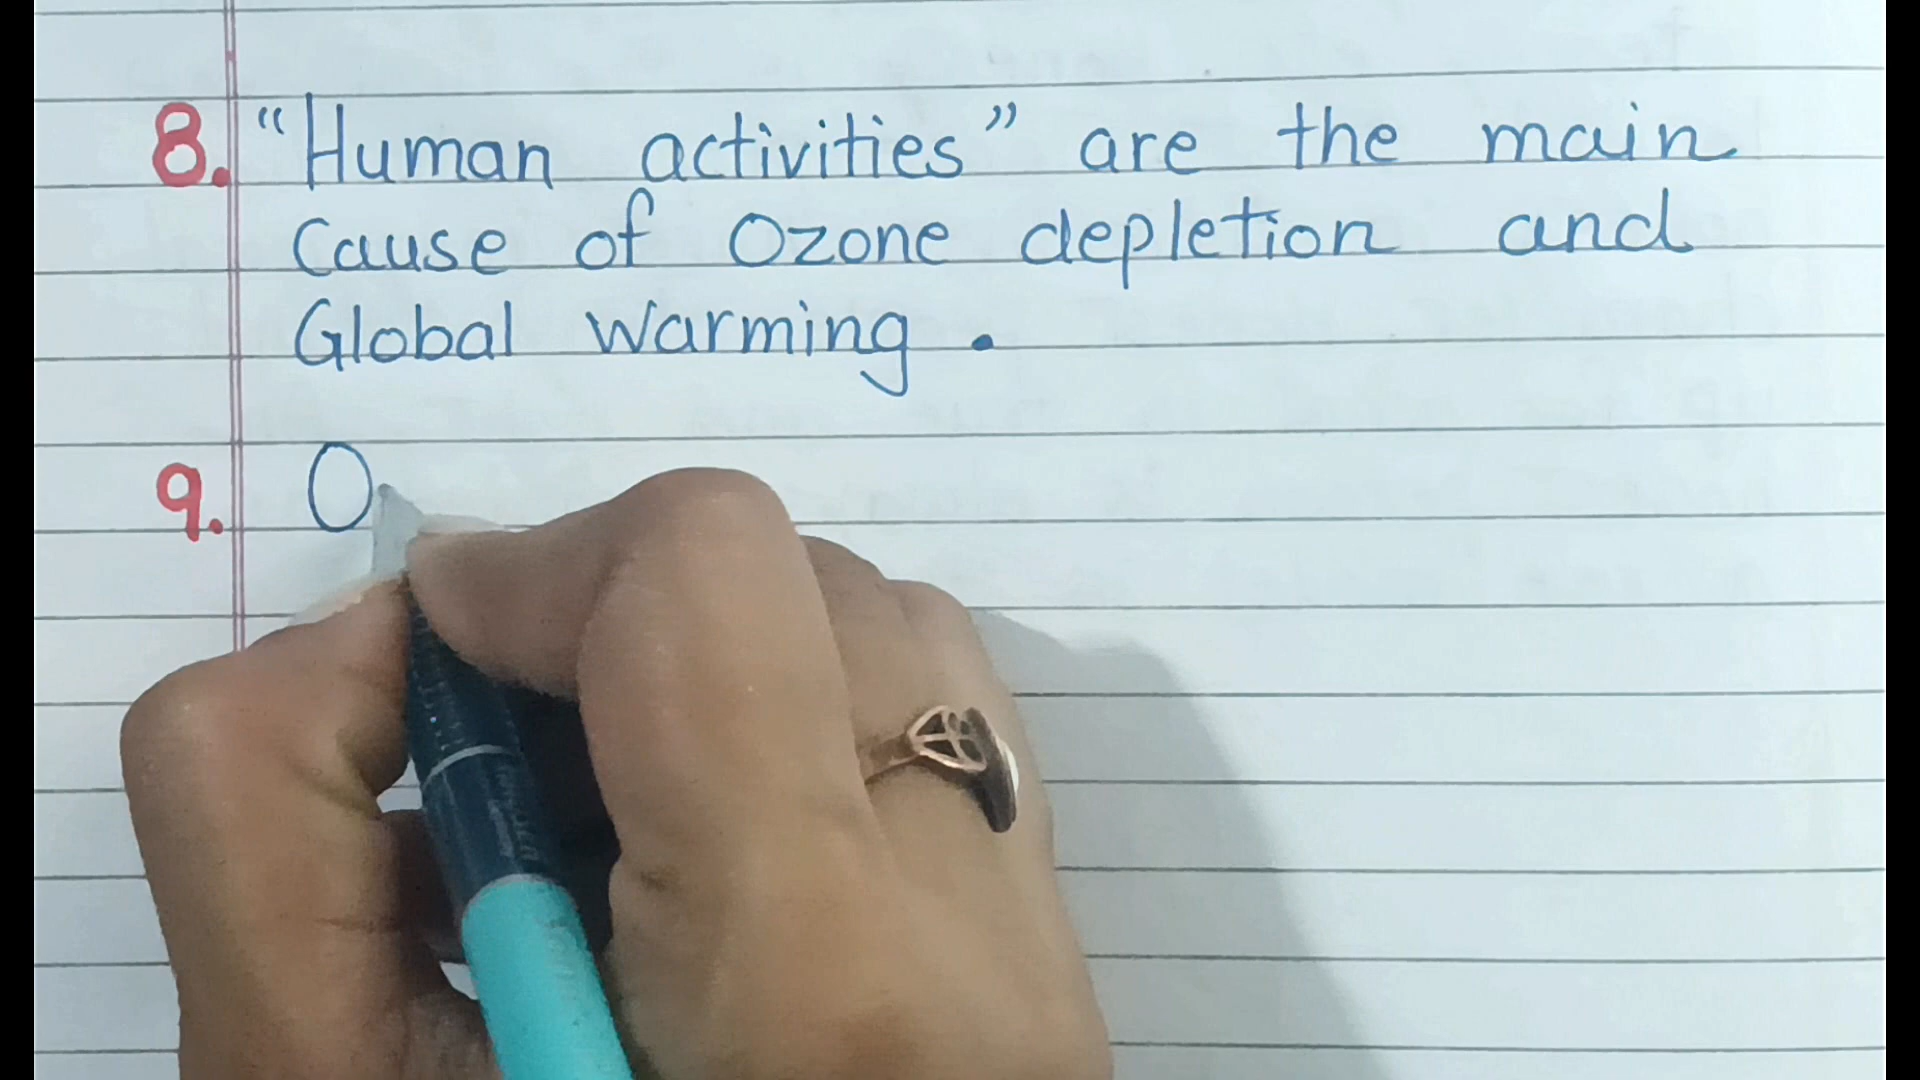 8. "Human activities" are the main
Cause of Ozone depletion and
Global Warming.
9. O